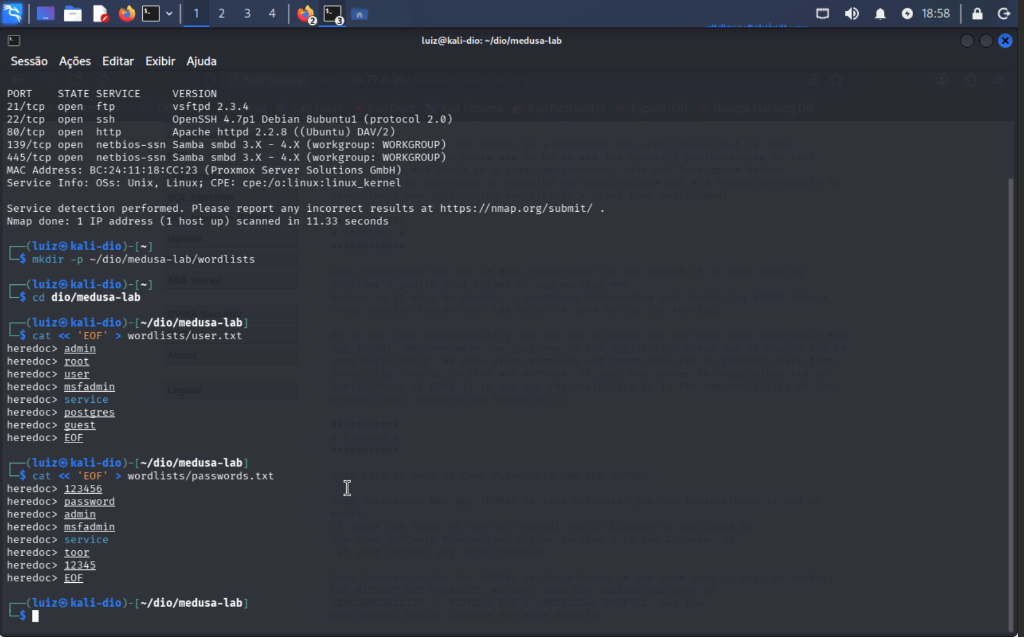 1 2 3 4 2 3 18:58
luiz@kali-dio: ~/dio/medusa-lab
Sessão Ações Editar Exibir Ajuda
PORT STATE SERVICE VERSION
21/tcp open ftp vsftpd 2.3.4
22/tcp open ssh OpenSSH 4.7p1 Debian 8ubuntu1 (protocol 2.0)
80/tcp open http Apache httpd 2.2.8 ((Ubuntu) DAV/2)
139/tcp open netbios-ssn Samba smbd 3.X - 4.X (workgroup: WORKGROUP)
445/tcp open netbios-ssn Samba smbd 3.X - 4.X (workgroup: WORKGROUP)
MAC Address: BC:24:11:18:CC:23 (Proxmox Server Solutions GmbH)
Service Info: OSs: Unix, Linux; CPE: cpe:/o:linux:linux_kernel
Service detection performed. Please report any incorrect results at https://nmap.org/submit/ .
Nmap done: 1 IP address (1 host up) scanned in 11.33 seconds
┌──(luiz㉿kali-dio)-[~]
└─$ mkdir -p ~/dio/medusa-lab/wordlists
┌──(luiz㉿kali-dio)-[~]
└─$ cd dio/medusa-lab
┌──(luiz㉿kali-dio)-[~/dio/medusa-lab]
└─$ cat << 'EOF' > wordlists/user.txt
heredoc> admin
heredoc> root
heredoc> user
heredoc> msfadmin
heredoc> service
heredoc> postgres
heredoc> guest
heredoc> EOF
┌──(luiz㉿kali-dio)-[~/dio/medusa-lab]
└─$ cat << 'EOF' > wordlists/passwords.txt
heredoc> 123456
heredoc> password
heredoc> admin
heredoc> msfadmin
heredoc> service
heredoc> toor
heredoc> 12345
heredoc> EOF
┌──(luiz㉿kali-dio)-[~/dio/medusa-lab]
└─$